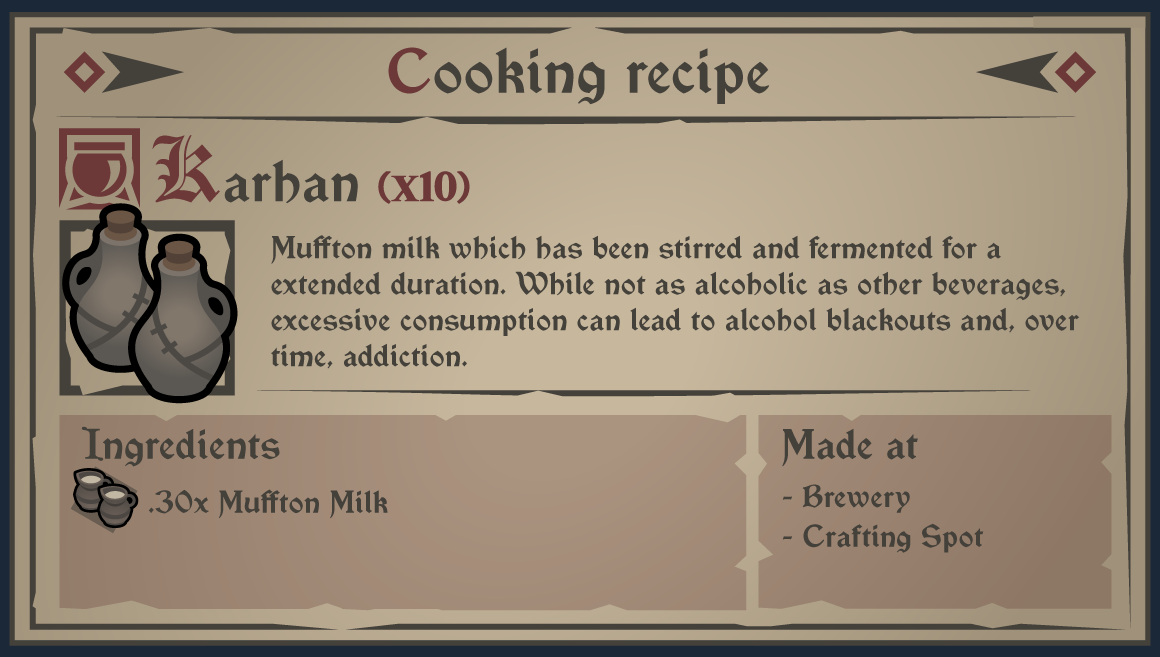 Cooking recipe
Karhan (x10)
Muffton milk which has been stirred and fermented for a
extended duration. While not as alcoholic as other beverages,
excessive consumption can lead to alcohol blackouts and, over
time, addiction.
Ingredients
.30x Muffton Milk
Made at
- Brewery
- Crafting Spot